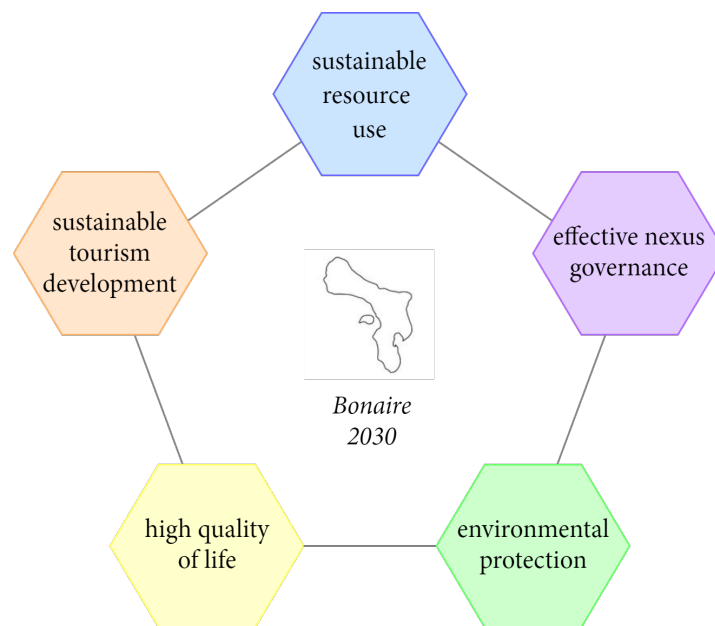 sustainable
resource
use
sustainable
tourism
development
effective nexus
governance
Bonaire
2030
high quality
of life
environmental
protection